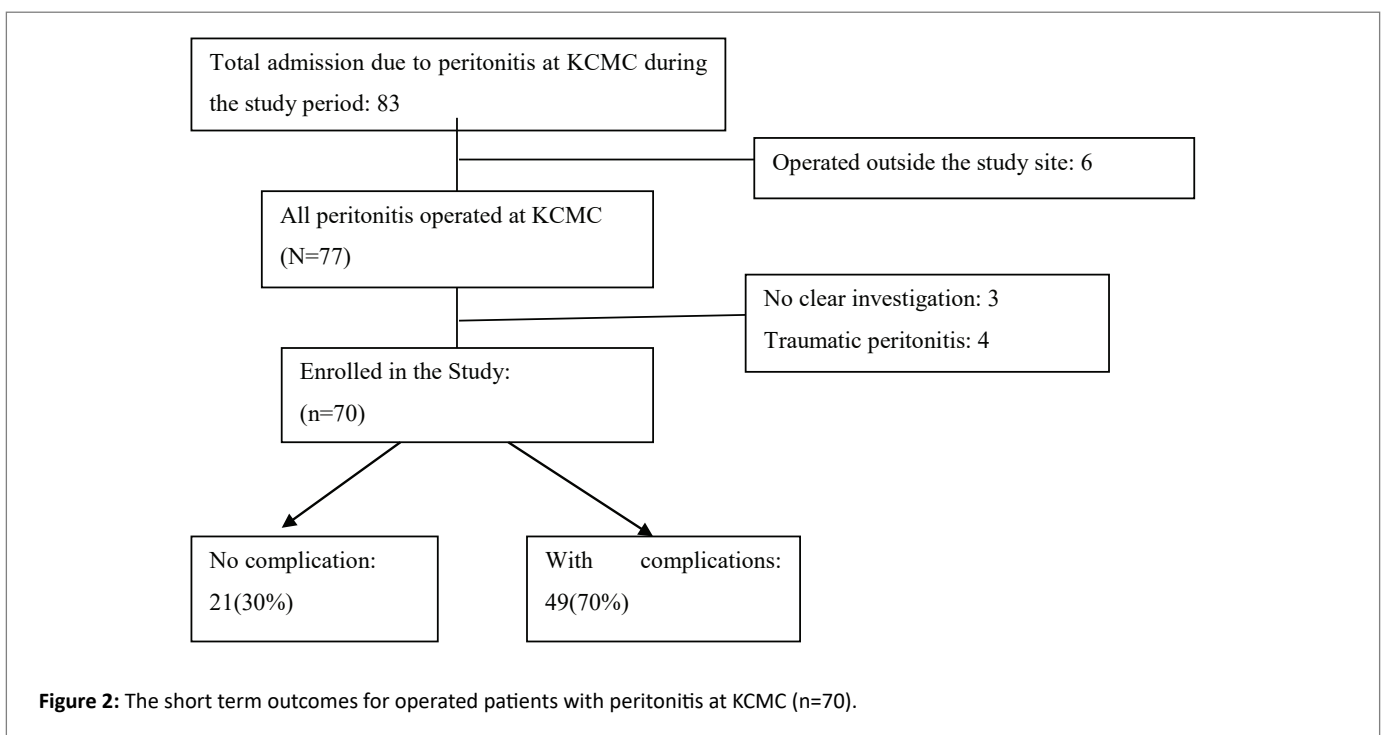 Total admission due to peritonitis at KCMC during
the study period: 83
Operated outside the study site: 6
All peritonitis operated at KCMC
(N=77)
No clear investigation: 3
Traumatic peritonitis: 4
Enrolled in the Study:
(n=70)
No complication:
21(30%)
With complications:
49(70%)
Figure 2: The short term outcomes for operated patients with peritonitis at KCMC (n=70).